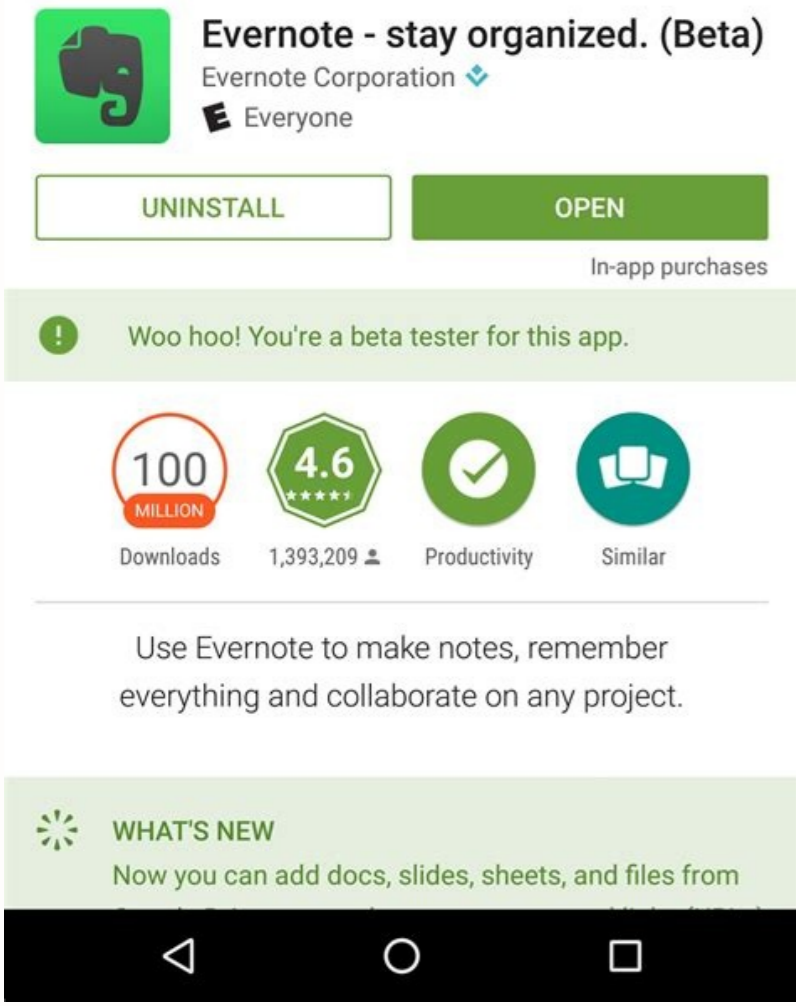 Evernote - stay organized. (Beta)
Evernote Corporation
E Everyone
UNINSTALL
OPEN
In-app purchases
Woo hoo! You're a beta tester for this app.
100
MILLION
4.6
Downloads
1,393,209
Productivity
Similar
Use Evernote to make notes, remember
everything and collaborate on any project.
WHAT'S NEW
Now you can add docs, slides, sheets, and files from